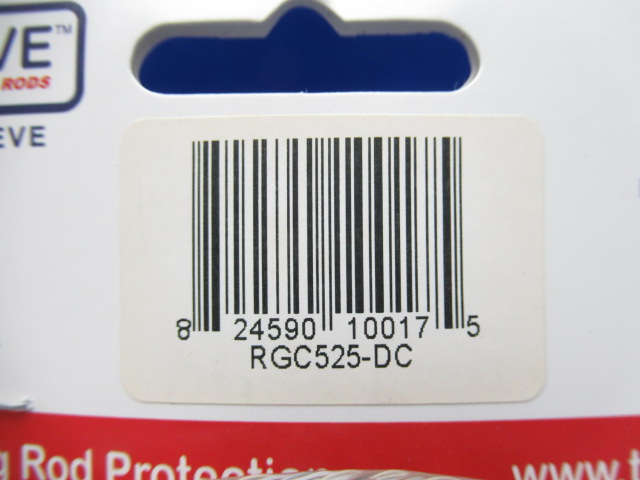 VE™
RODS
EVE
8 24590 10017 5
RGC525-DC
g Rod Protection
www.t